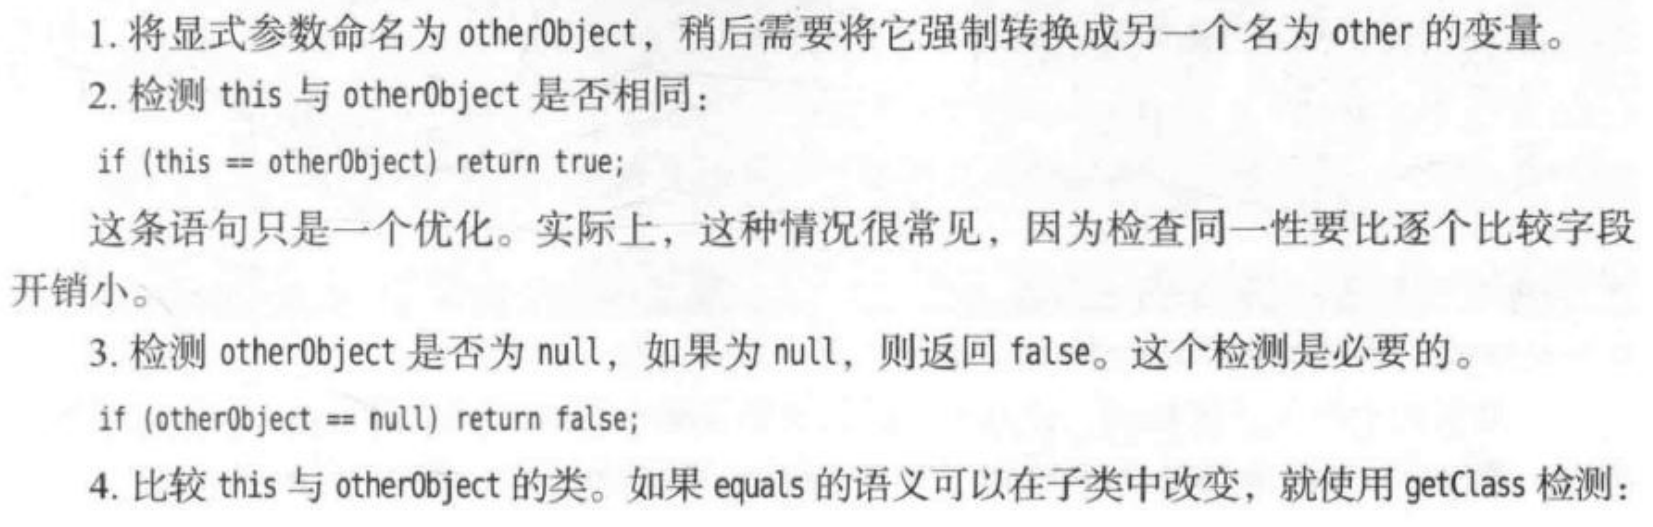 1. 将显式参数命名为 otherObject，稍后需要将它强制转换成另一个名为 other 的变量。
2. 检测 this 与 otherObject 是否相同：
if (this == otherObject) return true;
这条语句只是一个优化。实际上，这种情况很常见，因为检查同一性要比逐个比较字段
开销小。
3. 检测 otherObject 是否为 null，如果为 null，则返回 false。这个检测是必要的。
if (otherObject == null) return false;
4. 比较 this 与 otherObject 的类。如果 equals 的语义可以在子类中改变，就使用 getClass 检测：